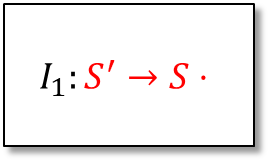 I₁: S′ → S ·